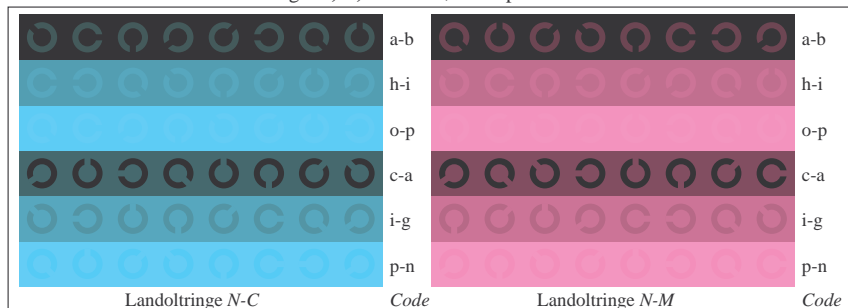 a-b a-b
h-i h-i
o-p o-p
c-a c-a
i-g i-g
p-n p-n
Landoltringe N-C Code Landoltringe N-M Code